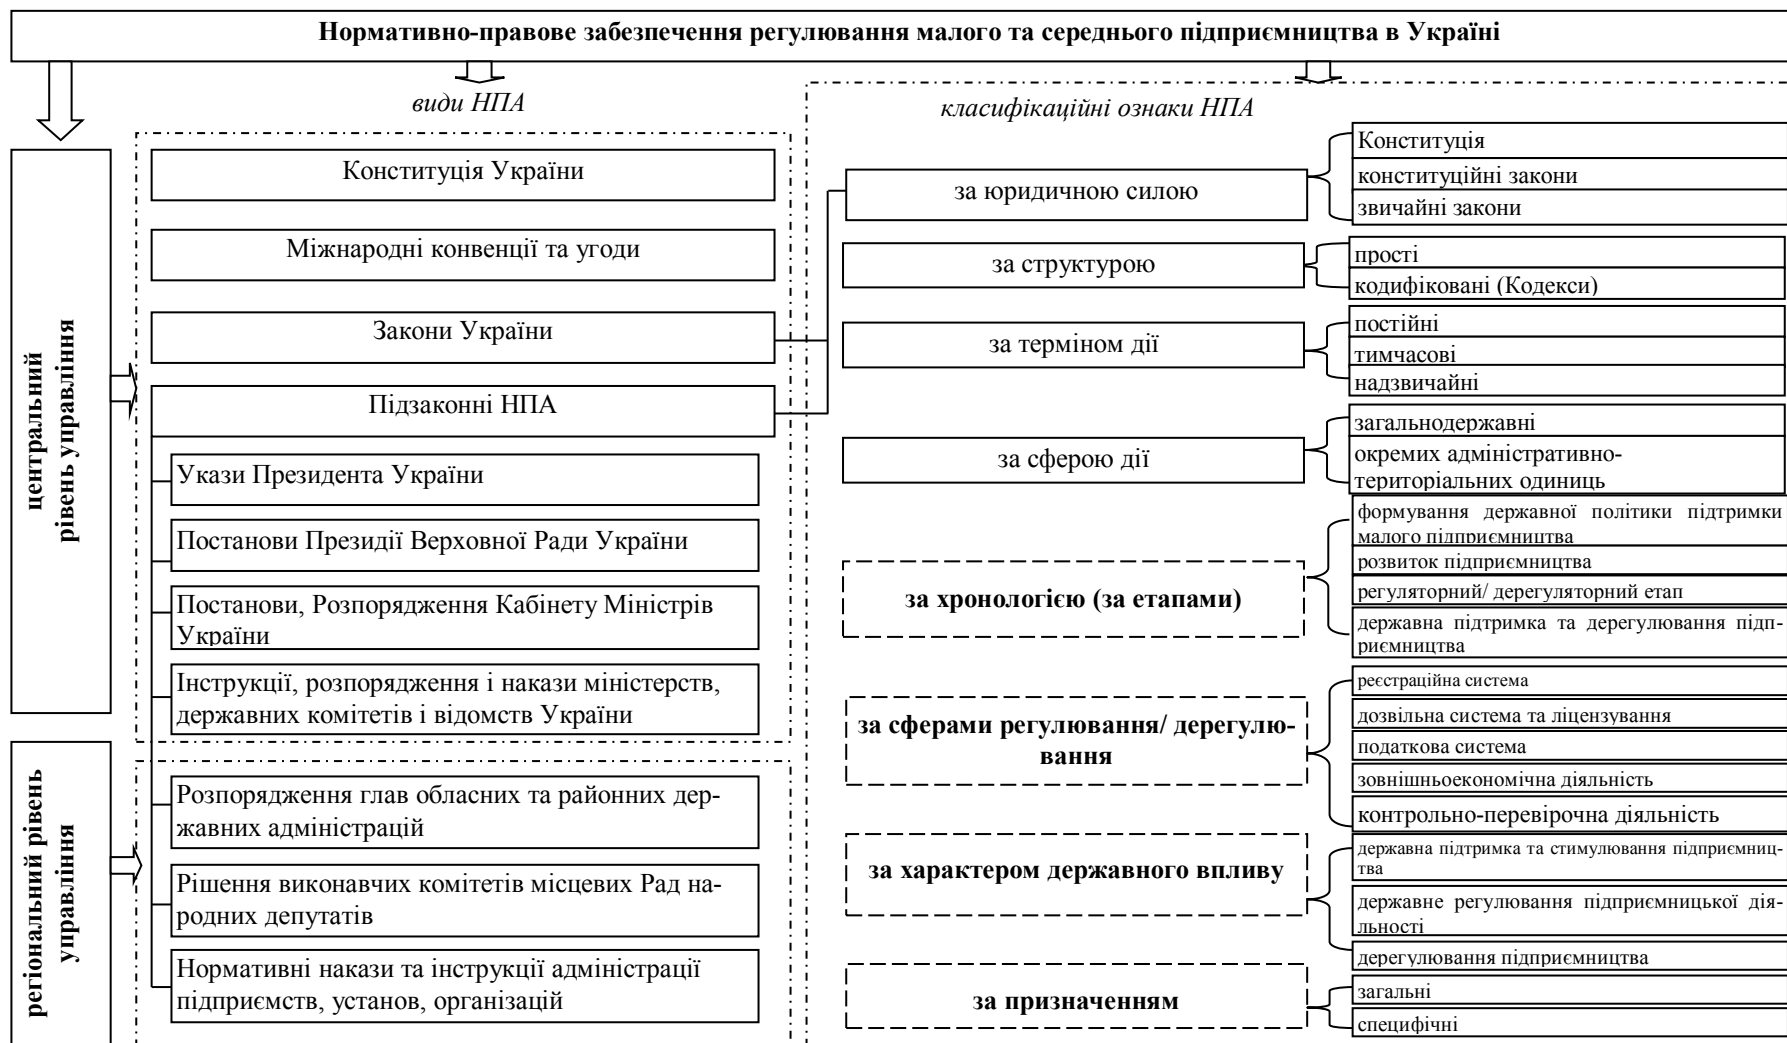 Нормативно-правове забезпечення регулювання малого та середнього підприємництва в Україні
види НПА
класифікаційні ознаки НПА
центральний
рівень управління
Конституція України
Міжнародні конвенції та угоди
Закони України
Підзаконні НПА
Укази Президента України
Постанови Президії Верховної Ради України
Постанови, Розпорядження Кабінету Міністрів
України
Інструкції, розпорядження і накази міністерств,
державних комітетів і відомств України
регіональний рівень
управління
Розпорядження глав обласних та районних дер-
жавних адміністрацій
Рішення виконавчих комітетів місцевих Рад на-
родних депутатів
Нормативні накази та інструкції адміністрації
підприємств, установ, організацій
за юридичною силою
Конституція
конституційні закони
звичайні закони
за структурою
прості
кодифіковані (Кодекси)
за терміном дії
постійні
тимчасові
надзвичайні
за сферою дії
загальнодержавні
окремих адміністративно-
територіальних одиниць
за хронологією (за етапами)
формування державної політики підтримки
малого підприємництва
розвиток підприємництва
регуляторний/ дерегуляторний етап
державна підтримка та дерегулювання підп-
риємництва
за сферами регулювання/ дерегулю-
вання
реєстраційна система
дозвільна система та ліцензування
податкова система
зовнішньоекономічна діяльність
контрольно-перевірочна діяльність
за характером державного впливу
державна підтримка та стимулювання підприємниц-
тва
державне регулювання підприємницької дія-
льності
дерегулювання підприємництва
за призначенням
загальні
специфічні